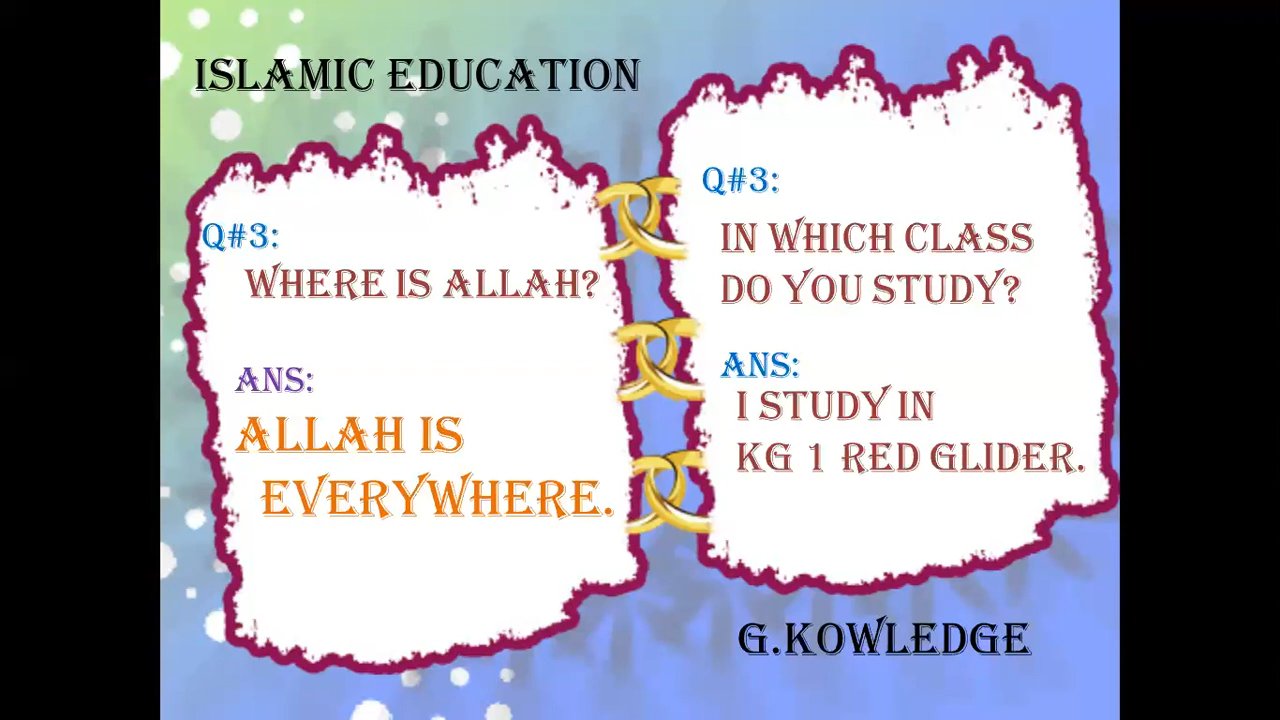 ISLAMIC EDUCATION
Q#3:
WHERE IS ALLAH?
ANS:
ALLAH IS
EVERYWHERE.
Q#3:
IN WHICH CLASS
DO YOU STUDY?
ANS:
I STUDY IN
KG 1 RED GLIDER.
G.KOWLEDGE